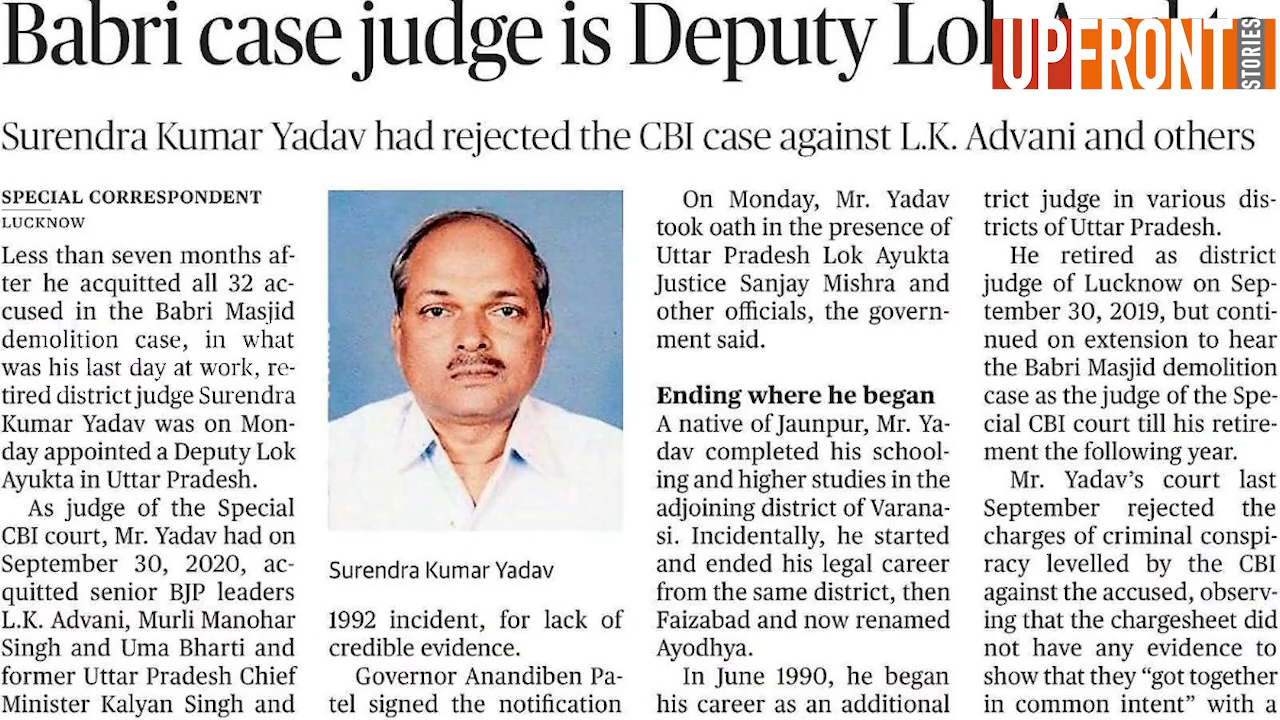 Babri case judge is Deputy
UPFRONT
STORIES
Surendra Kumar Yadav had rejected the CBI case against L.K. Advani and others
SPECIAL CORRESPONDENT
LUCKNOW
Less than seven months af-
ter he acquitted all 32 ac-
cused in the Babri Masjid
demolition case, in what
was his last day at work, re-
tired district judge Surendra
Kumar Yadav was on Mon-
day appointed a Deputy Lok
Ayukta in Uttar Pradesh.
As judge of the Special
CBI court, Mr. Yadav had on
September 30, 2020, ac-
quitted senior BJP leaders
L.K. Advani, Murli Manohar
Singh and Uma Bharti and
former Uttar Pradesh Chief
Minister Kalyan Singh and
Surendra Kumar Yadav
1992 incident, for lack of
credible evidence.
Governor Anandiben Pa-
tel signed the notification
On Monday, Mr. Yadav
took oath in the presence of
Uttar Pradesh Lok Ayukta
Justice Sanjay Mishra and
other officials, the govern-
ment said.
Ending where he began
A native of Jaunpur, Mr. Ya-
dav completed his school-
ing and higher studies in the
adjoining district of Varana-
si. Incidentally, he started
and ended his legal career
from the same district, then
Faizabad and now renamed
Ayodhya.
In June 1990, he began
his career as an additional
trict judge in various dis-
tricts of Uttar Pradesh.
He retired as district
judge of Lucknow on Sep-
tember 30, 2019, but conti-
nued on extension to hear
the Babri Masjid demolition
case as the judge of the Spe-
cial CBI court till his retire-
ment the following year.
Mr. Yadav's court last
September rejected the
charges of criminal conspi-
racy levelled by the CBI
against the accused, observ-
ing that the chargesheet did
not have any evidence to
show that they "got together
in common intent" with a